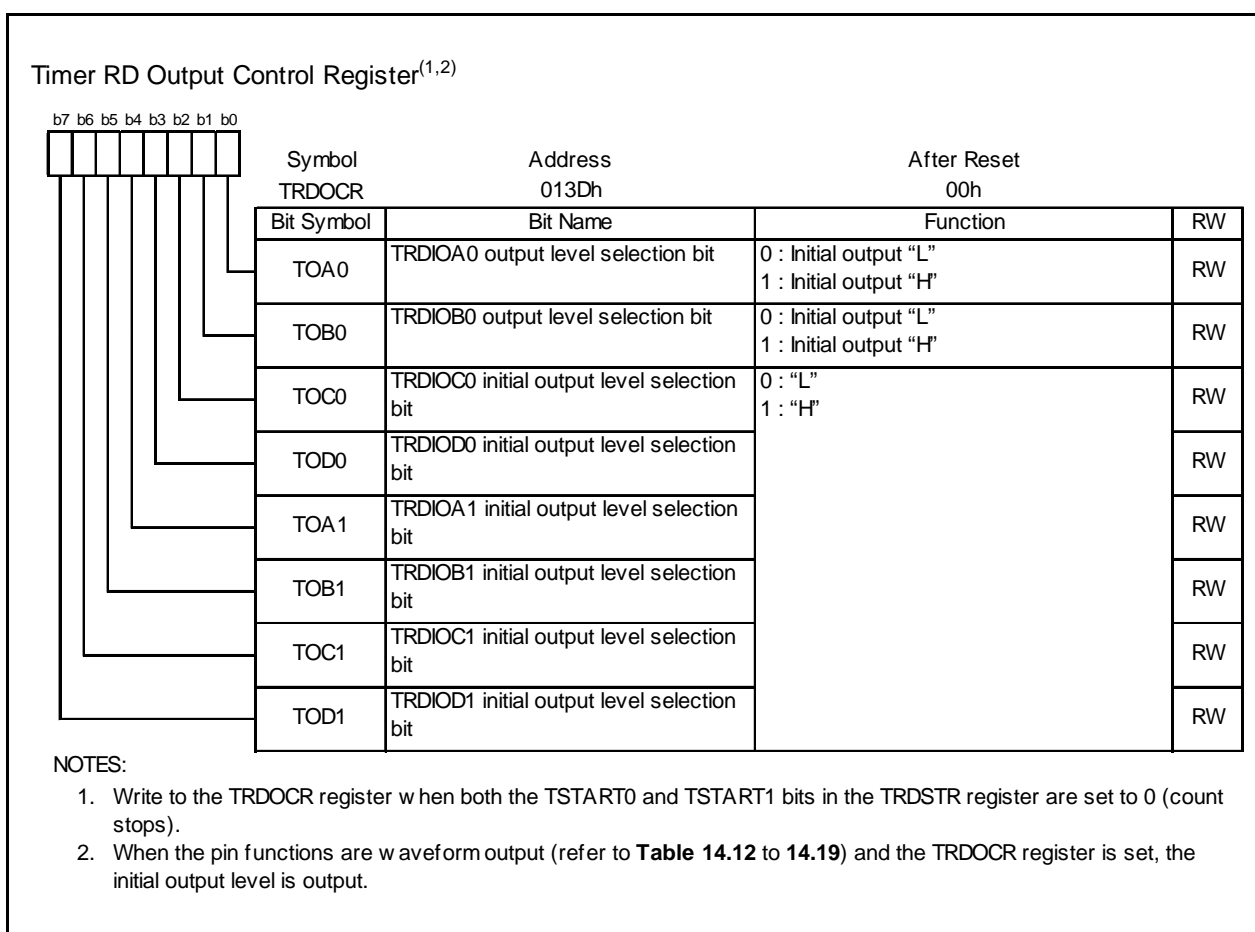 Timer RD Output Control Register(1,2)
b7 b6 b5 b4 b3 b2 b1 b0
Symbol Address After Reset
TRDOCR 013Dh 00h
Bit Symbol Bit Name Function RW
TOA0 TRDIOA0 output level selection bit 0 : Initial output “L”
1 : Initial output “H” RW
TOB0 TRDIOB0 output level selection bit 0 : Initial output “L”
1 : Initial output “H” RW
TOC0 TRDIOC0 initial output level selection bit 0 : “L”
1 : “H” RW
TOD0 TRDIOD0 initial output level selection bit RW
TOA1 TRDIOA1 initial output level selection bit RW
TOB1 TRDIOB1 initial output level selection bit RW
TOC1 TRDIOC1 initial output level selection bit RW
TOD1 TRDIOD1 initial output level selection bit RW
NOTES:
1. Write to the TRDOCR register when both the TSTART0 and TSTART1 bits in the TRDSTR register are set to 0 (count
stops).
2. When the pin functions are waveform output (refer to Table 14.12 to 14.19) and the TRDOCR register is set, the
initial output level is output.